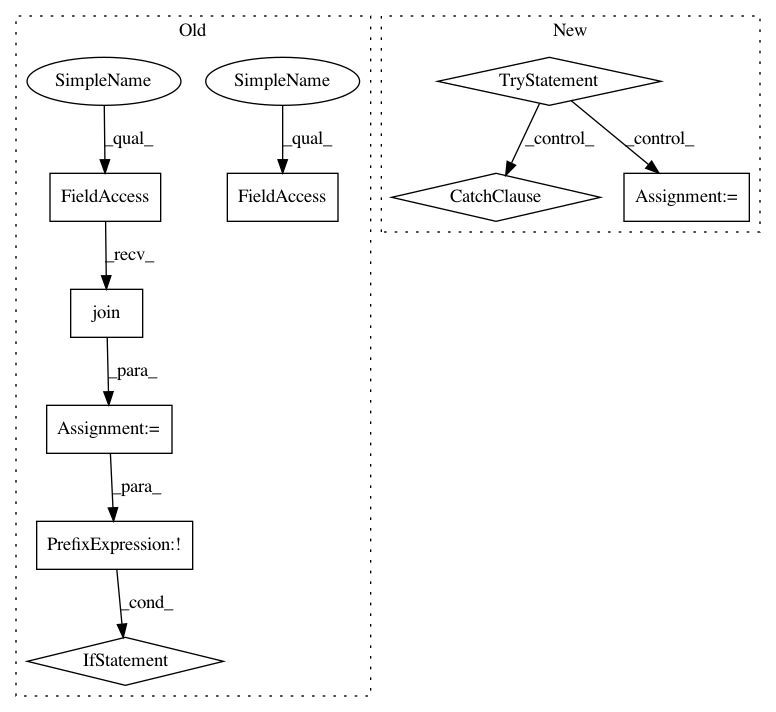 Old
New
SimpleName
SimpleName
TryStatement
_qual_
_qual_
_control_
_control_
FieldAccess
FieldAccess
CatchClause
Assignment:=
_recv_
join
_para_
Assignment:=
_para_
PrefixExpression:!
_cond_
IfStatement